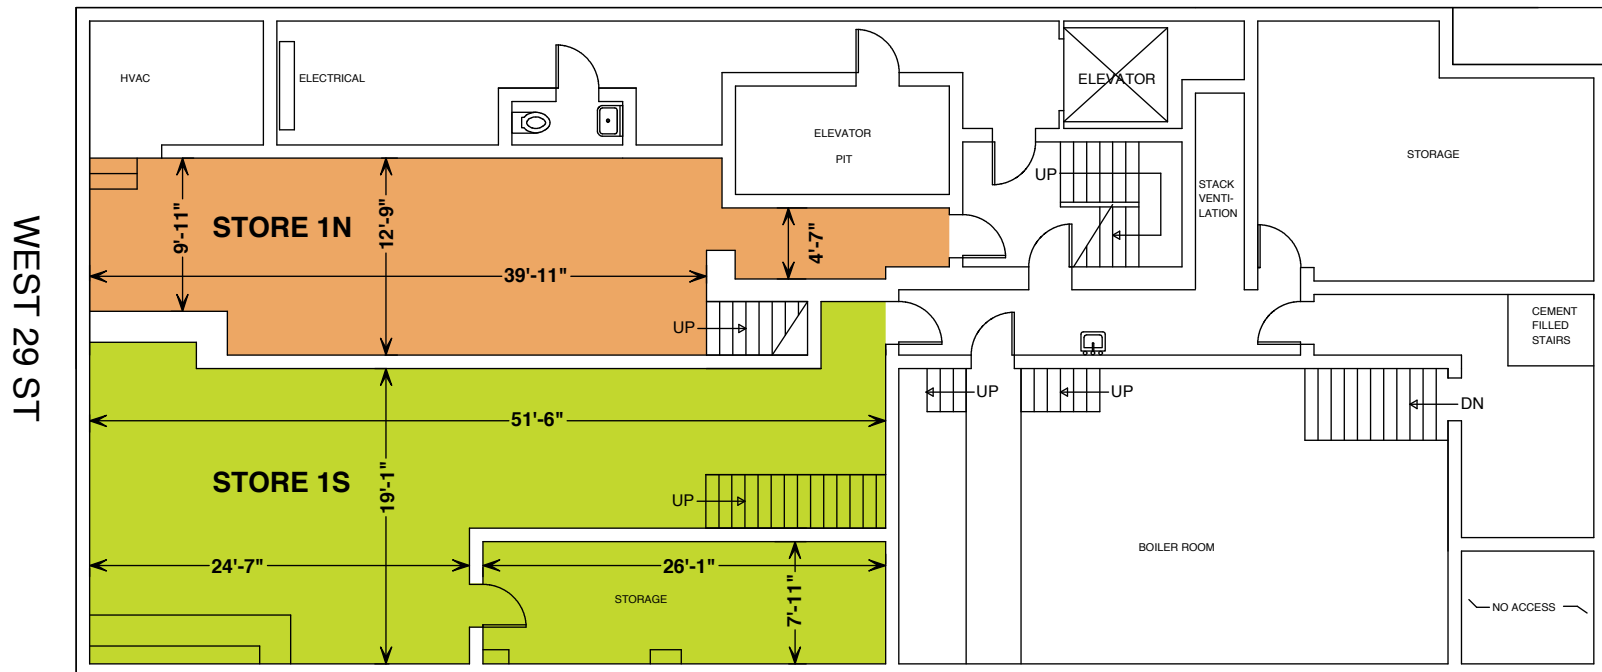 WEST 29 ST
HVAC
ELECTRICAL
ELEVATOR
PIT
ELEVATOR
STORAGE
STACK
VENTI-
LATION
UP
STORE 1N
9'-11"
12'-9"
39'-11"
4'-7"
UP
CEMENT
FILLED
STAIRS
UP
UP
DN
51'-6"
STORE 1S
19'-1"
UP
24'-7"
26'-1"
7'-11"
STORAGE
BOILER ROOM
NO ACCESS